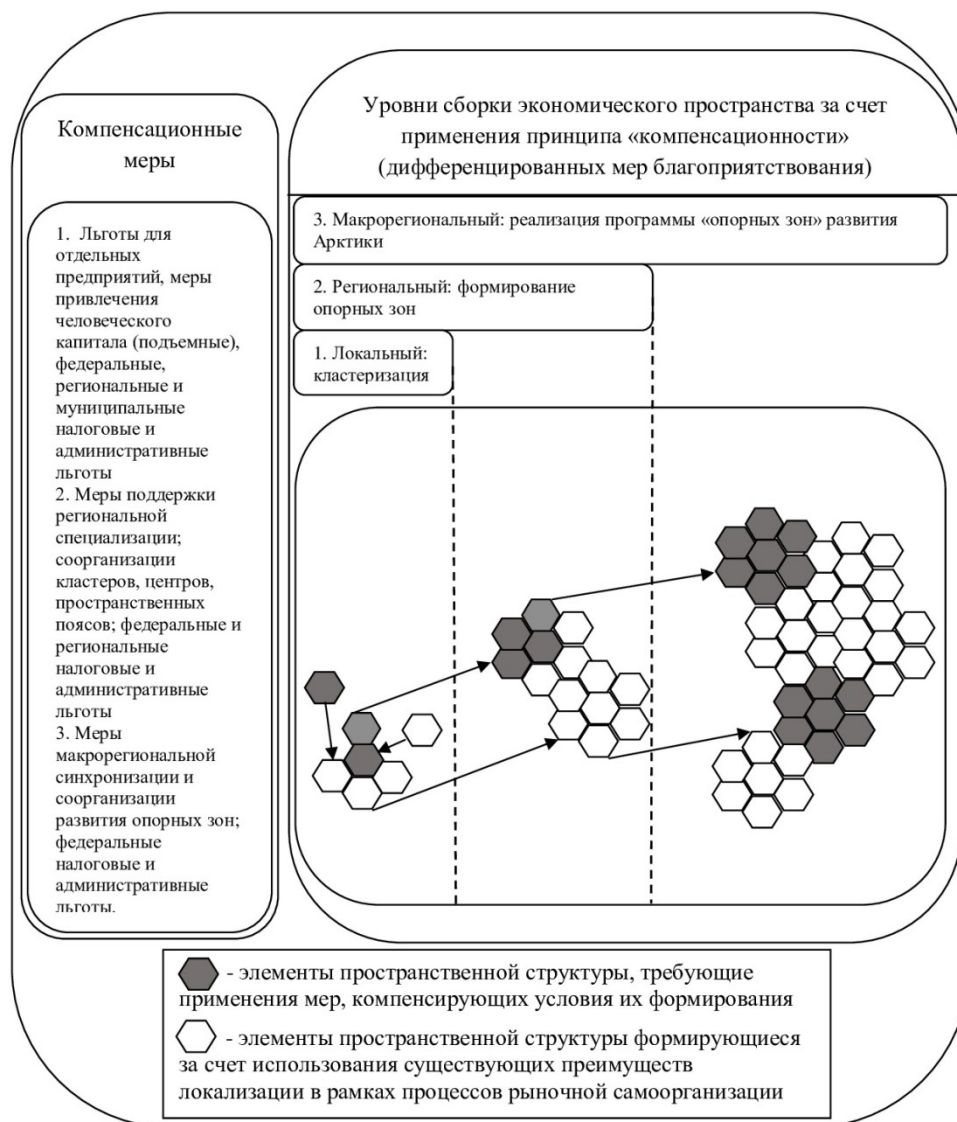 Компенсационные
меры
1. Льготы для
отдельных
предприятий, меры
привлечения
человеческого
капитала (подъемные),
федеральные,
региональные и
муниципальные
налоговые и
административные
льготы
2. Меры поддержки
региональной
специализации;
соорганизации
кластеров, центров,
пространственных
поясов; федеральные и
региональные
налоговые и
административные
льготы
3. Меры
макрорегиональной
синхронизации и
соорганизации
развития опорных зон;
федеральные
налоговые и
административные
льготы.
Уровни сборки экономического пространства за счет
применения принципа «компенсационности»
(дифференцированных мер благоприятствования)
3. Макрорегиональный: реализация программы «опорных зон» развития
Арктики
2. Региональный: формирование
опорных зон
1. Локальный:
кластеризация
- элементы пространственной структуры, требующие
применения мер, компенсирующих условия их формирования
- элементы пространственной структуры формирующиеся
за счет использования существующих преимуществ
локализации в рамках процессов рыночной самоорганизации